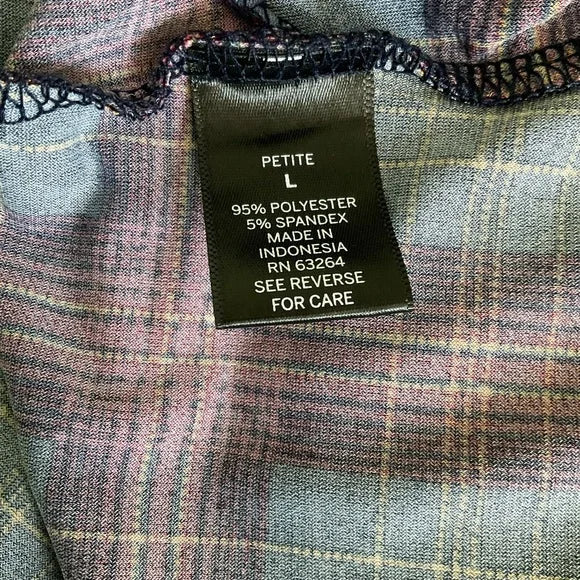 PETITE
L
95% POLYESTER
5% SPANDEX
MADE IN
INDONESIA
RN 63264
SEE REVERSE
FOR CARE